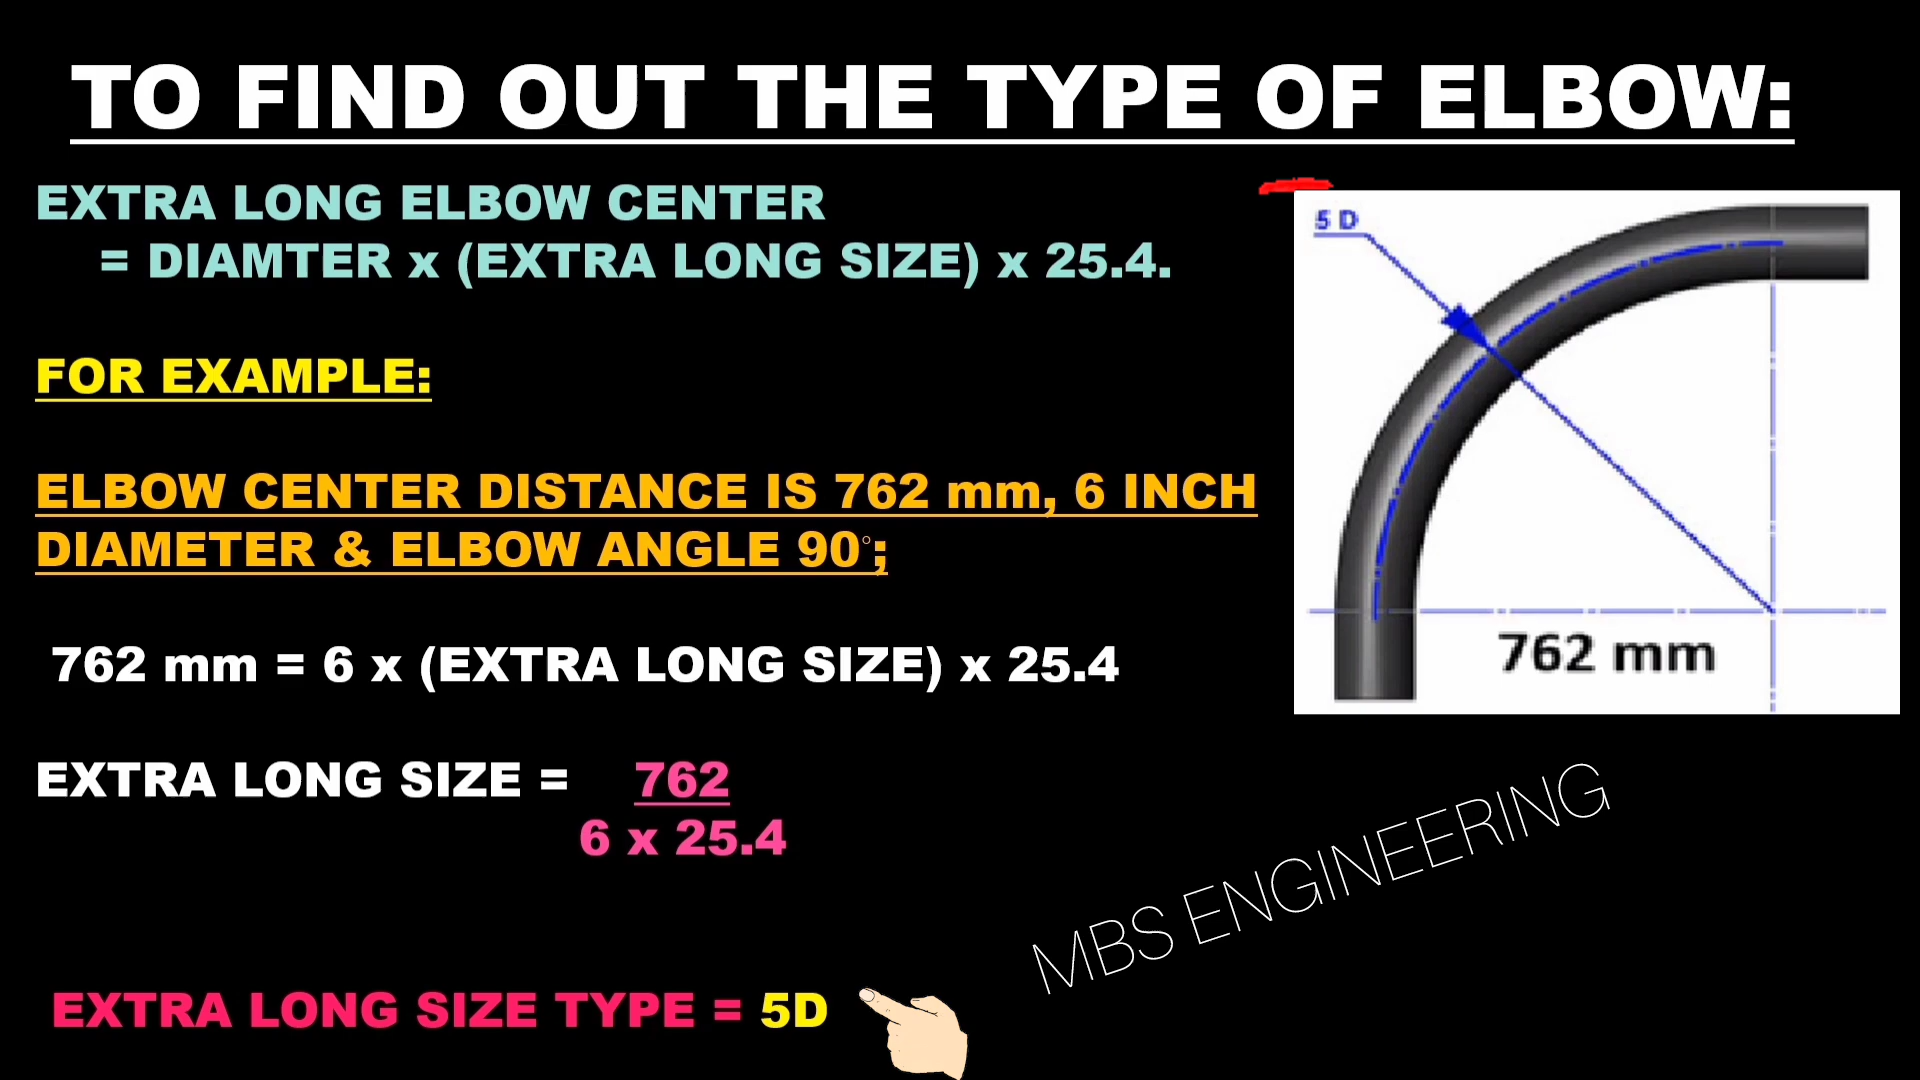 TO FIND OUT THE TYPE OF ELBOW:
EXTRA LONG ELBOW CENTER
= DIAMTER x (EXTRA LONG SIZE) x 25.4.
FOR EXAMPLE:
ELBOW CENTER DISTANCE IS 762 mm, 6 INCH
DIAMETER & ELBOW ANGLE 90°;
762 mm = 6 x (EXTRA LONG SIZE) x 25.4
EXTRA LONG SIZE = 762
6 x 25.4
EXTRA LONG SIZE TYPE = 5D
5 D
762 mm
MBS ENGINEERING